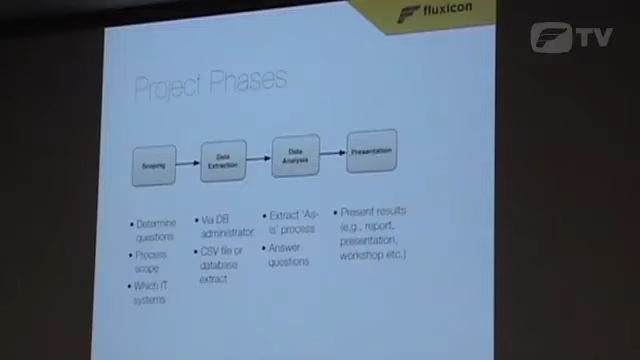 fluxicon
TV
Project Phases
Scoping
Data
Extraction
Data
Analysis
Presentation
• Determine
questions
• Process
scope
• Which IT
systems
• Via DB
administrator
• CSV file or
database
extract
• Extract 'As-
is' process
• Answer
questions
• Present results
(e.g., report,
presentation,
workshop etc.)